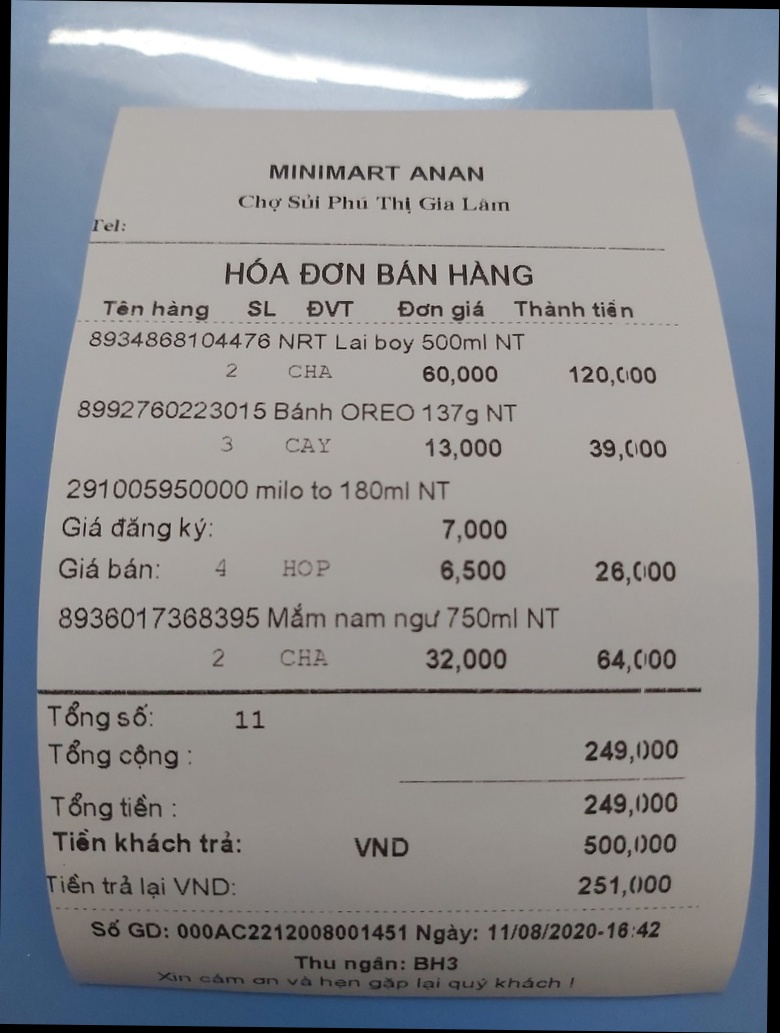 MINIMART ANAN
Chợ Sủi Phú Thị Gia Lâm
Tel:
HÓA ĐƠN BÁN HÀNG
Tên hàng SL ĐVT Đơn giá Thành tiền
8934868104476 NRT Lai boy 500ml NT
2 CHA 60,000 120,000
8992760223015 Bánh OREO 137g NT
3 CAY 13,000 39,000
291005950000 milo to 180ml NT
Giá đăng ký: 7,000
Giá bán: 4 HOP 6,500 26,000
8936017368395 Mắm nam ngư 750ml NT
2 CHA 32,000 64,000
Tổng số: 11
Tổng cộng : 249,000
Tổng tiền : 249,000
Tiền khách trả: VND 500,000
Tiền trả lại VND: 251,000
Số GD: 000AC2212008001451 Ngày: 11/08/2020-16:42
Thu ngân: BH3
Xin cảm ơn và hẹn gặp lại quý khách !